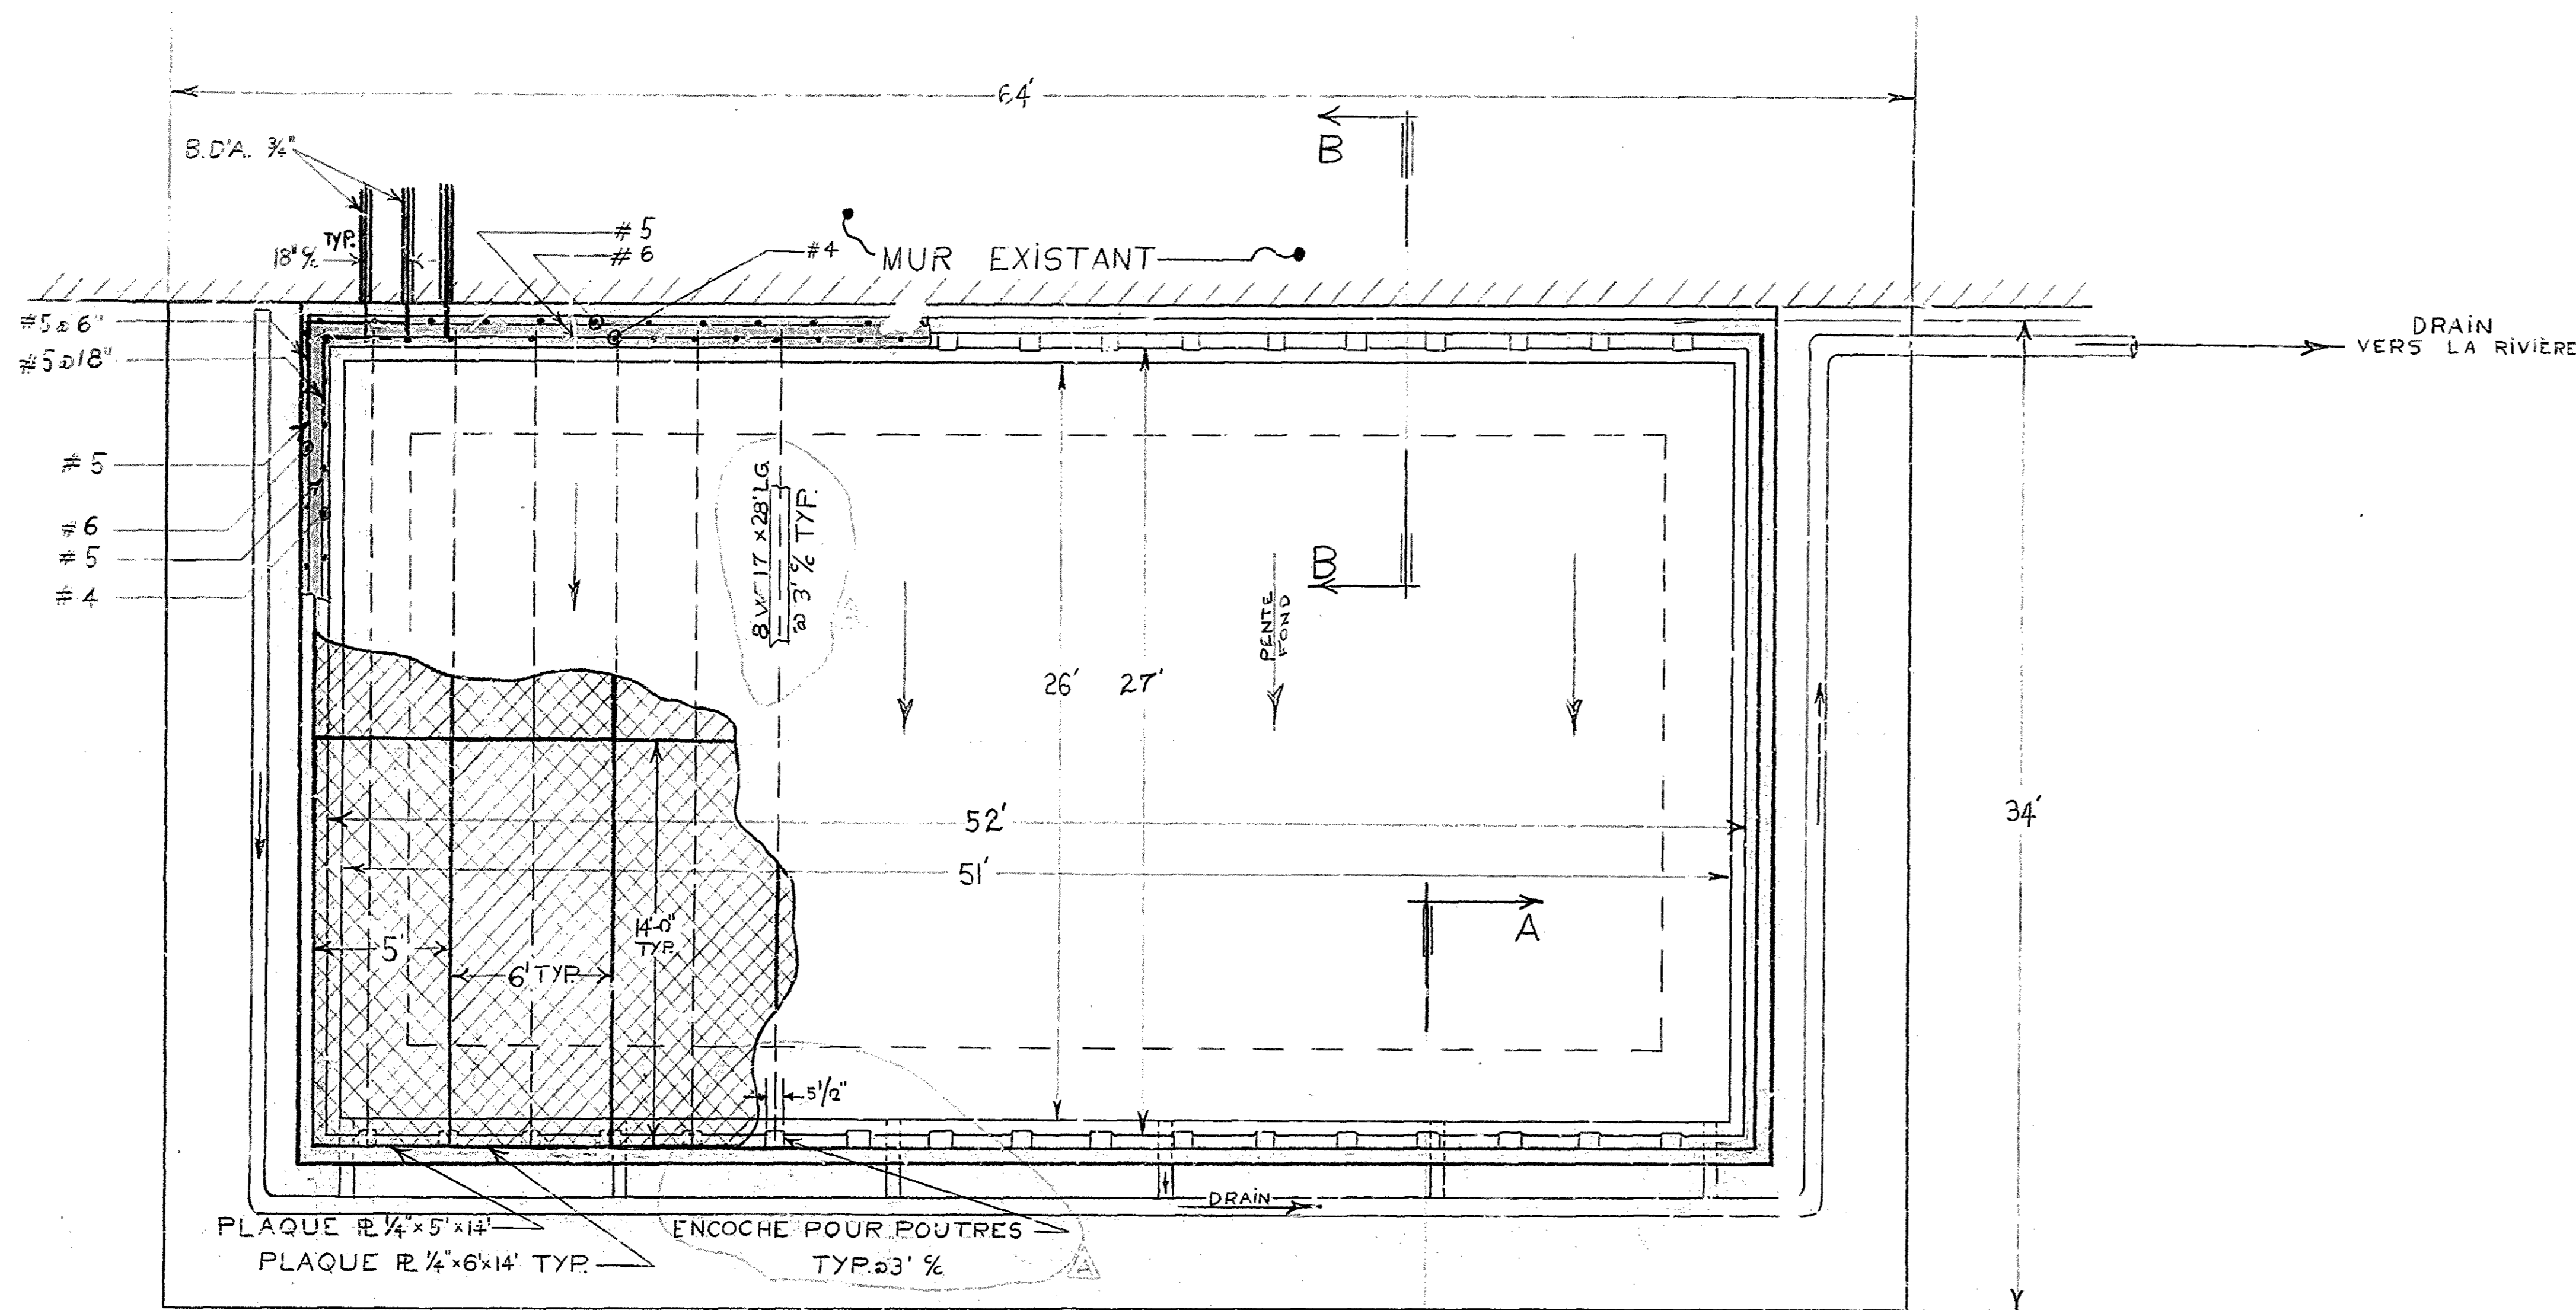 64'
B
B.D'A. 3/4"
# 5
# 6
#4
MUR EXISTANT
TYP.
18" c/c
#5 @ 6"
#5 @ 18"
DRAIN
VERS LA RIVIÈRE
# 5
# 6
# 5
# 4
8 WF 17 x 28' LG.
@ 3' c/c TYP.
A
B
PENTE
FOND
26'
27'
52'
51'
34'
A
14'-0"
TYP.
5'
6' TYP.
5 1/2"
DRAIN
PLAQUE PL 1/4" x 5' x 14'
PLAQUE PL 1/4" x 6' x 14' TYP.
ENCOCHE POUR POUTRES
TYP. @ 3' c/c
A